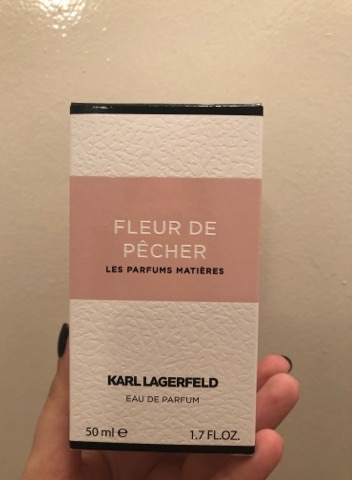 FLEUR DE
PÊCHER
LES PARFUMS MATIÈRES
KARL LAGERFELD
EAU DE PARFUM
50 ml ℮ 1.7 FL.OZ.